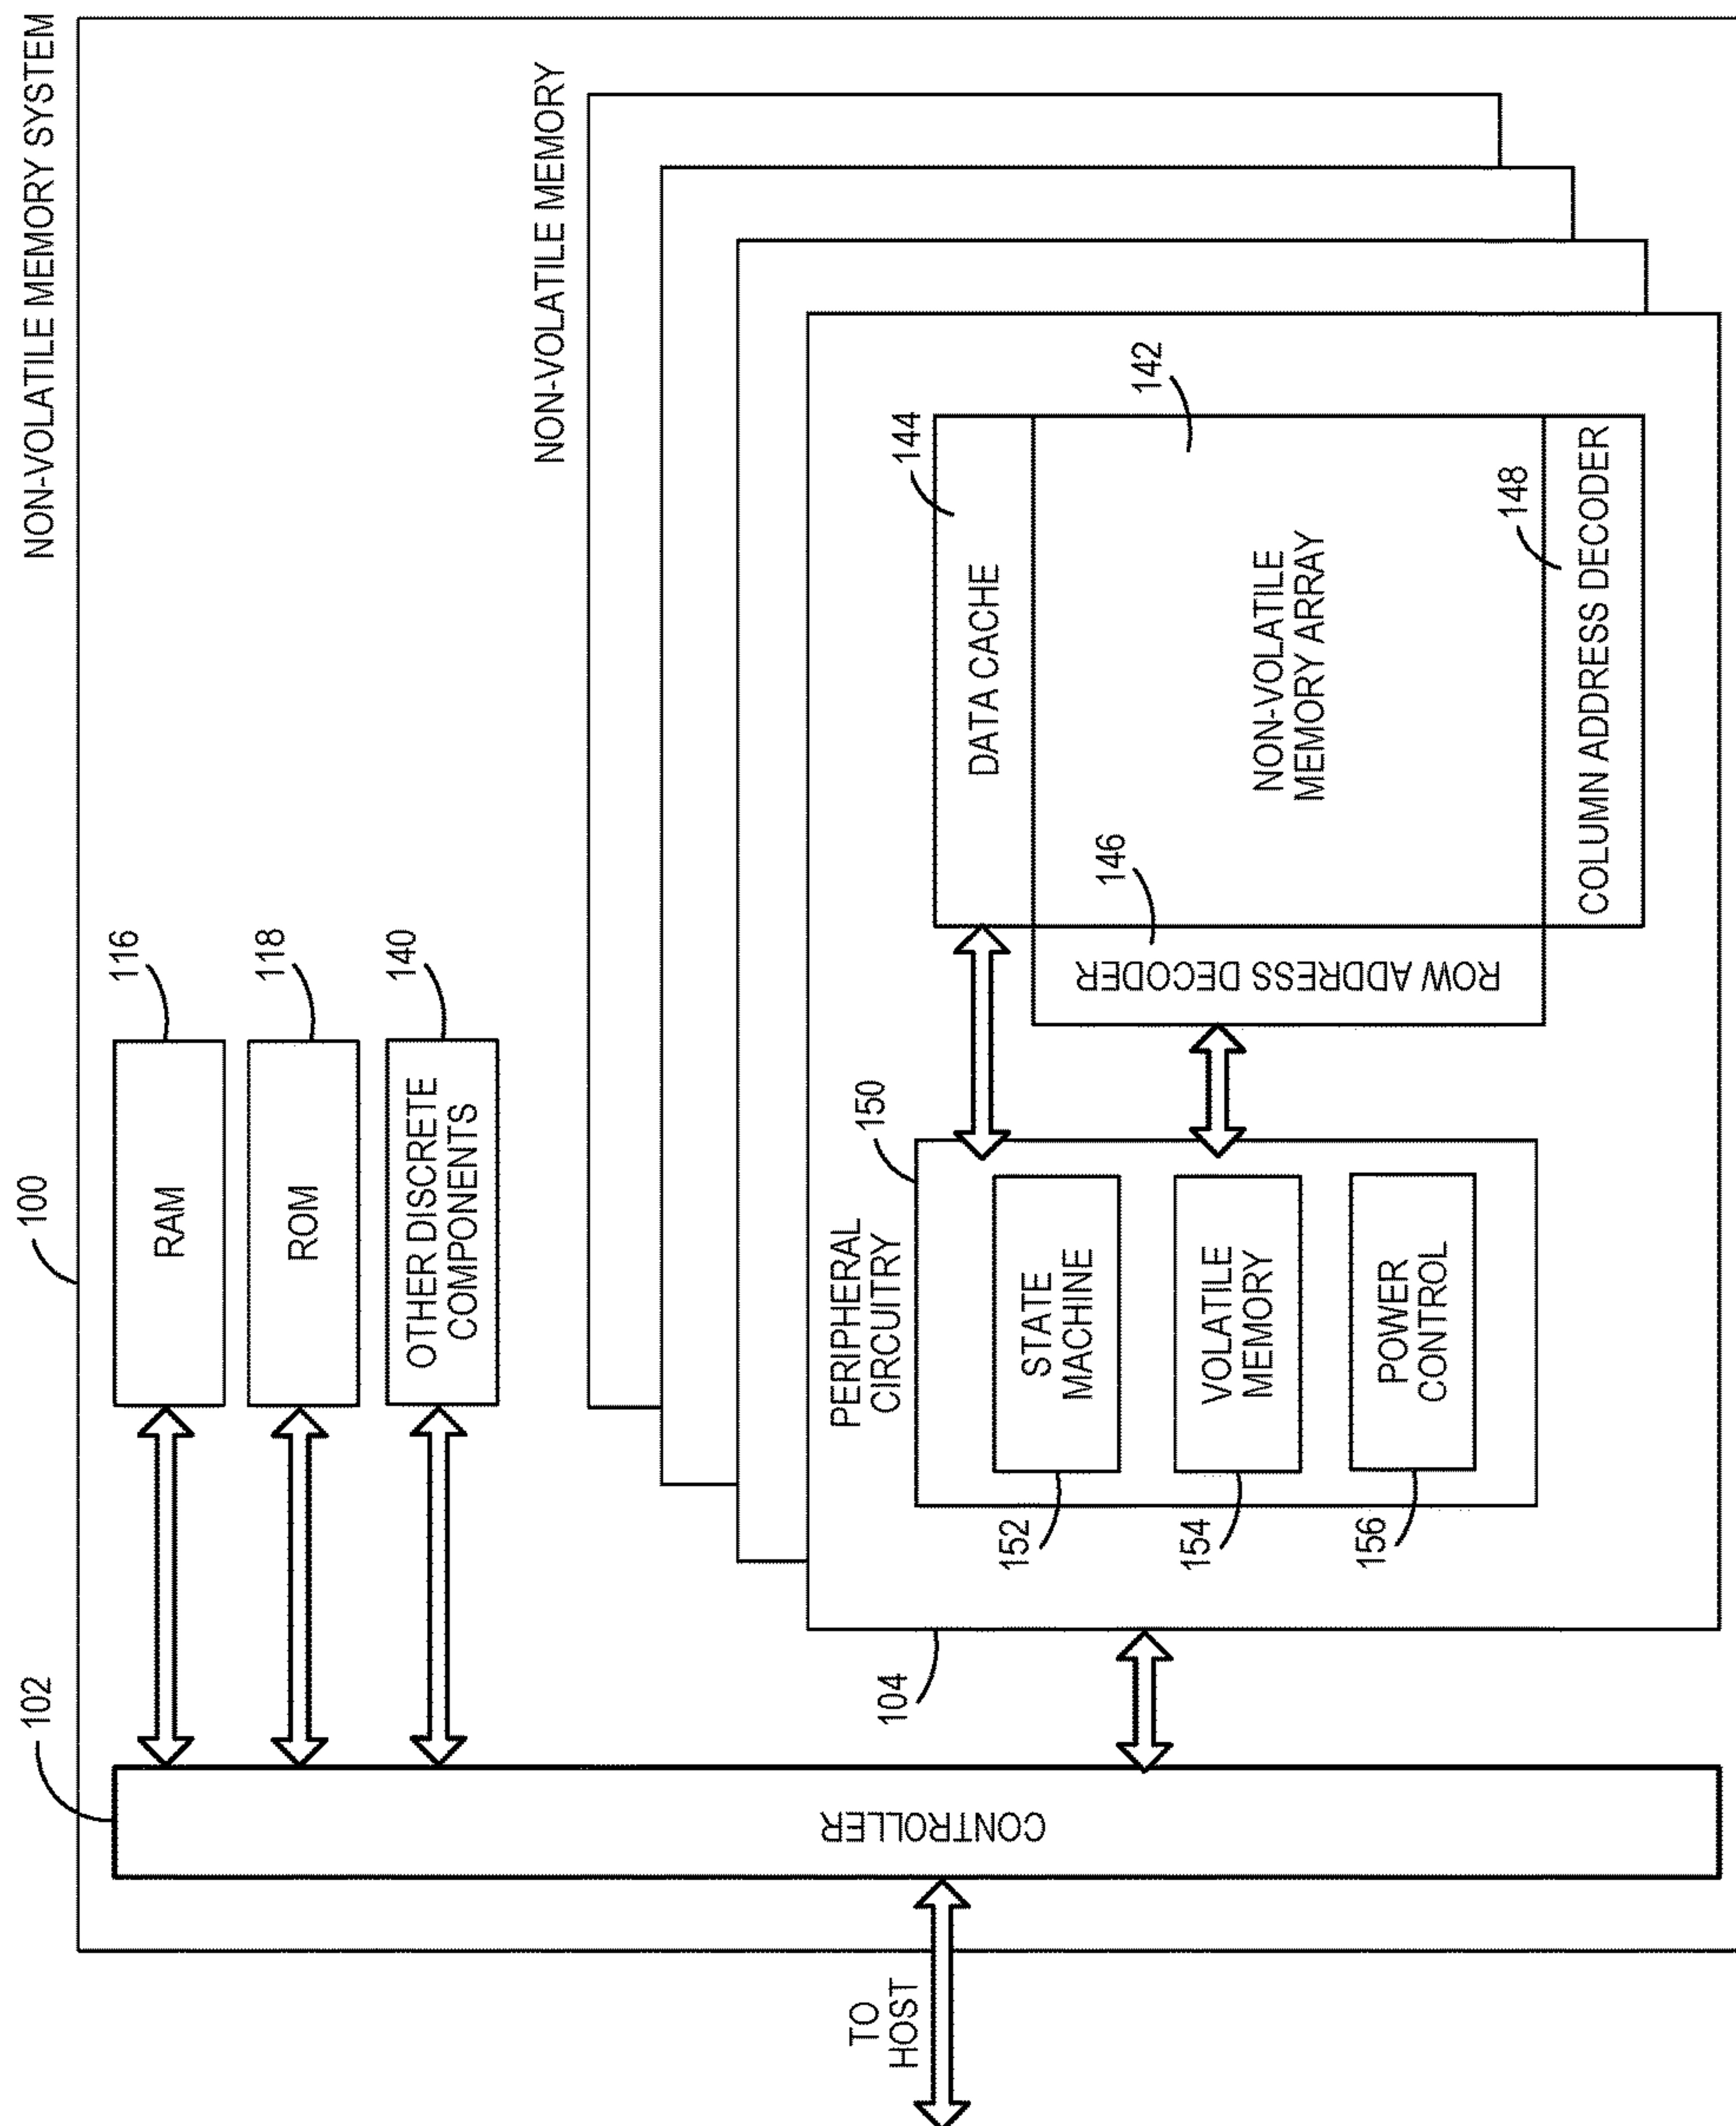 NON-VOLATILE MEMORY SYSTEM
100
102
CONTROLLER
TO
HOST
RAM
116
ROM
118
OTHER DISCRETE
COMPONENTS
140
NON-VOLATILE MEMORY
104
PERIPHERAL
CIRCUITRY
150
STATE
MACHINE
152
VOLATILE
MEMORY
154
POWER
CONTROL
156
DATA CACHE
144
ROW ADDRESS DECODER
146
NON-VOLATILE
MEMORY ARRAY
142
COLUMN ADDRESS DECODER
148